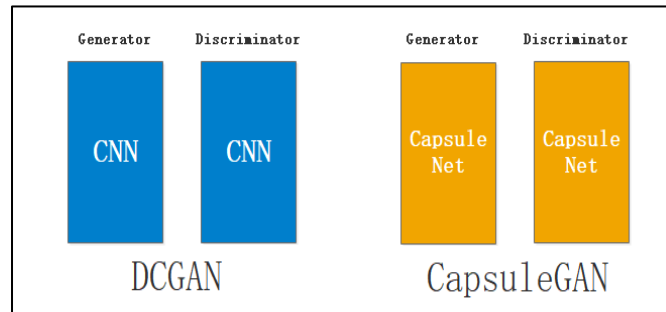 Generator Discriminator Generator Discriminator
CNN CNN Capsule Net Capsule Net
DCGAN CapsuleGAN